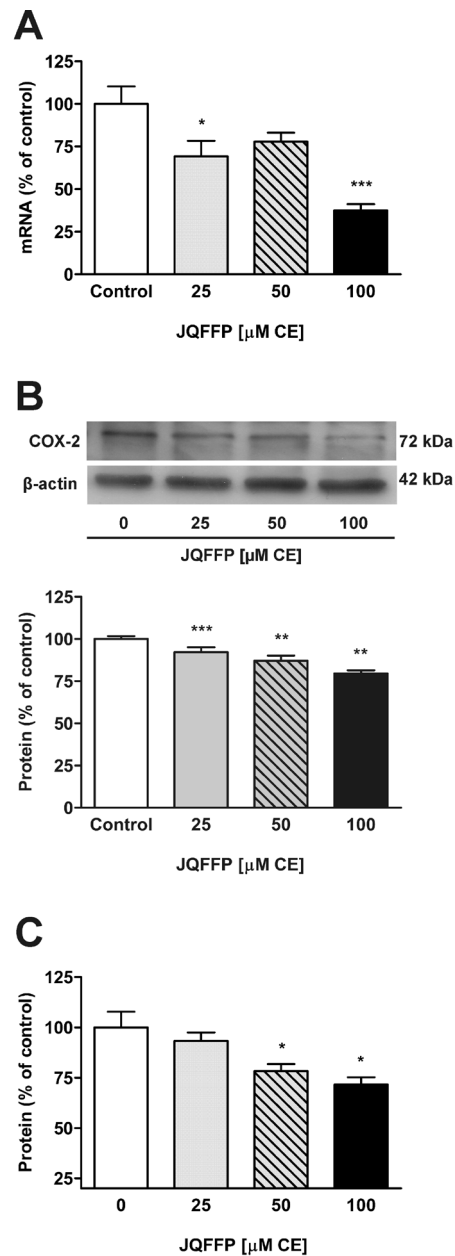 A
125
100
75
50
25
0
mRNA (% of control)
*
***
Control 25 50 100
JQFFP [µM CE]
B
COX-2 72 kDa
β-actin 42 kDa
0 25 50 100
JQFFP [µM CE]
125
100
75
50
25
0
Protein (% of control)
*** ** **
Control 25 50 100
JQFFP [µM CE]
C
125
100
75
50
25
Protein (% of control)
* *
0 25 50 100
JQFFP [µM CE]